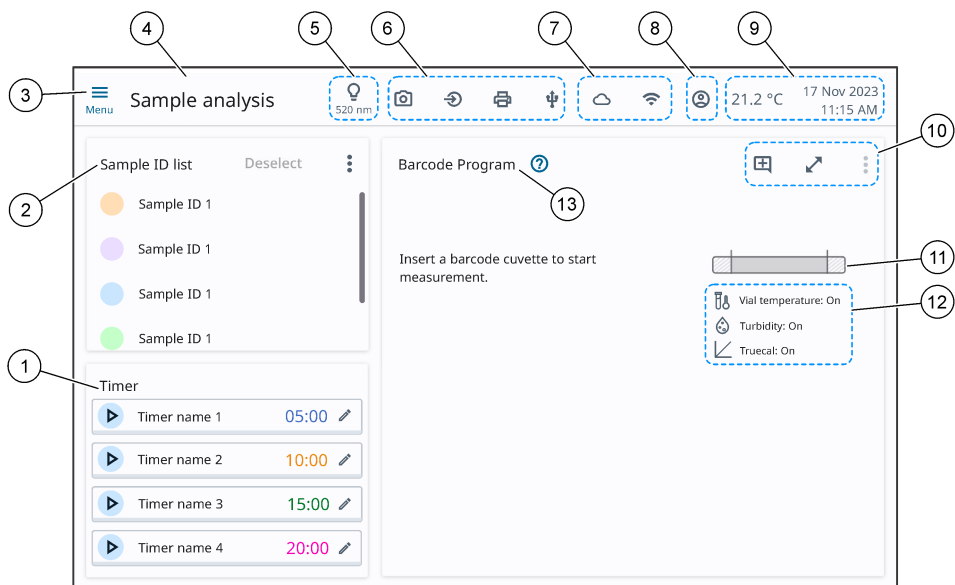 4
5
6
7
8
9
3
Menu
Sample analysis
520 nm
21.2 °C
17 Nov 2023
11:15 AM
10
2
Sample ID list
Deselect
Sample ID 1
Sample ID 1
Sample ID 1
Sample ID 1
Barcode Program
13
Insert a barcode cuvette to start
measurement.
11
12
Vial temperature: On
Turbidity: On
Truecal: On
1
Timer
Timer name 1 05:00
Timer name 2 10:00
Timer name 3 15:00
Timer name 4 20:00